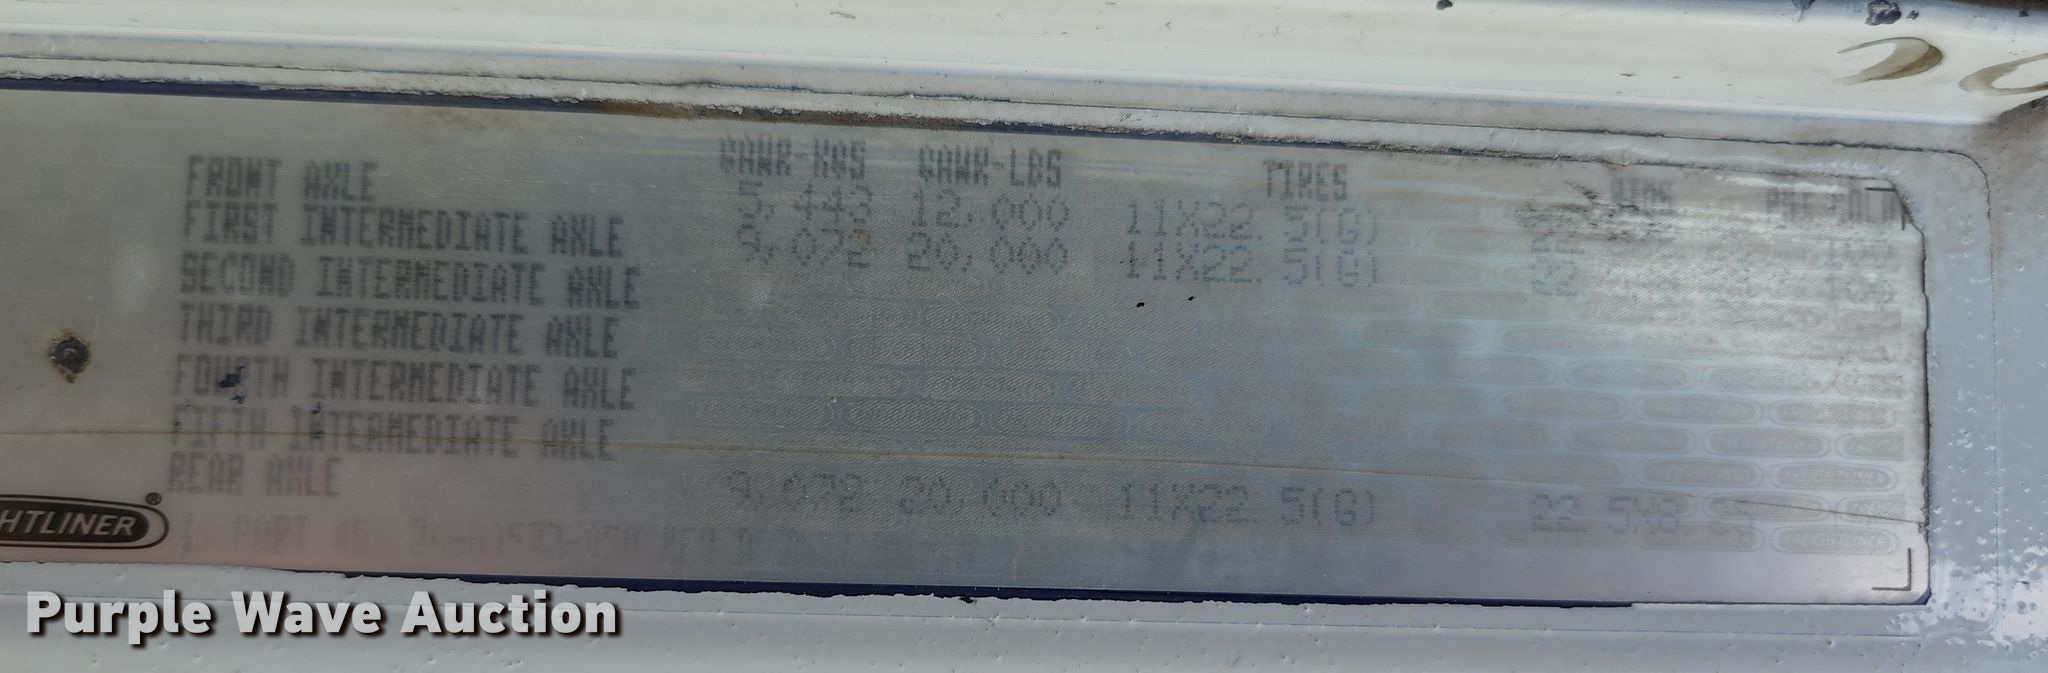 GAWR-KGS GAWR-LBS TIRES RIMS
FRONT AXLE 5,443 12,000 11X22.5(G)
FIRST INTERMEDIATE AXLE 9,072 20,000 11X22.5(G)
SECOND INTERMEDIATE AXLE
THIRD INTERMEDIATE AXLE
FOURTH INTERMEDIATE AXLE
FIFTH INTERMEDIATE AXLE
REAR AXLE 9,072 20,000 11X22.5(G) 22.5X8.25
HTLINER®
PART
Purple Wave Auction